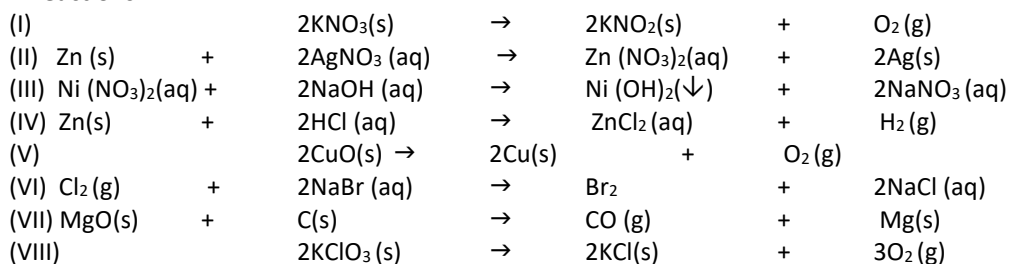 (I) 2KNO₃(s) → 2KNO₂(s) + O₂ (g)
(II) Zn (s) + 2AgNO₃ (aq) → Zn (NO₃)₂(aq) + 2Ag(s)
(III) Ni (NO₃)₂(aq) + 2NaOH (aq) → Ni (OH)₂(↓) + 2NaNO₃ (aq)
(IV) Zn(s) + 2HCl (aq) → ZnCl₂ (aq) + H₂ (g)
(V) 2CuO(s) → 2Cu(s) + O₂ (g)
(VI) Cl₂ (g) + 2NaBr (aq) → Br₂ + 2NaCl (aq)
(VII) MgO(s) + C(s) → CO (g) + Mg(s)
(VIII) 2KClO₃ (s) → 2KCl(s) + 3O₂ (g)